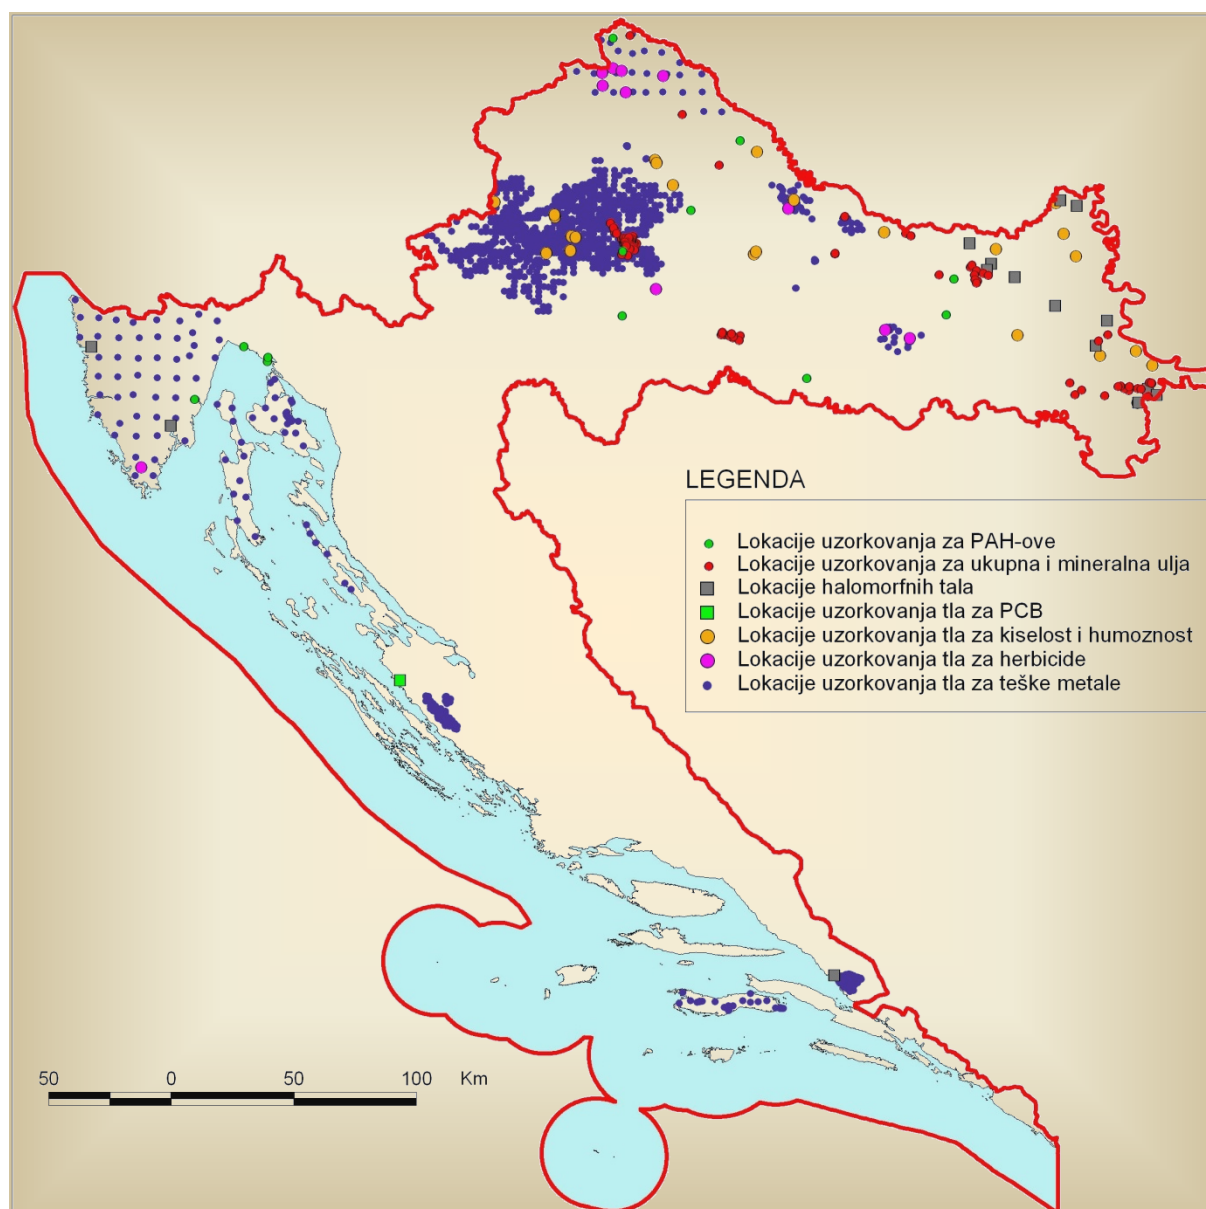 LEGENDA
Lokacije uzorkovanja za PAH-ove
Lokacije uzorkovanja za ukupna i mineralna ulja
Lokacije halomorfnih tala
Lokacije uzorkovanja tla za PCB
Lokacije uzorkovanja tla za kiselost i humoznost
Lokacije uzorkovanja tla za herbicide
Lokacije uzorkovanja tla za teške metale
50 0 50 100 Km